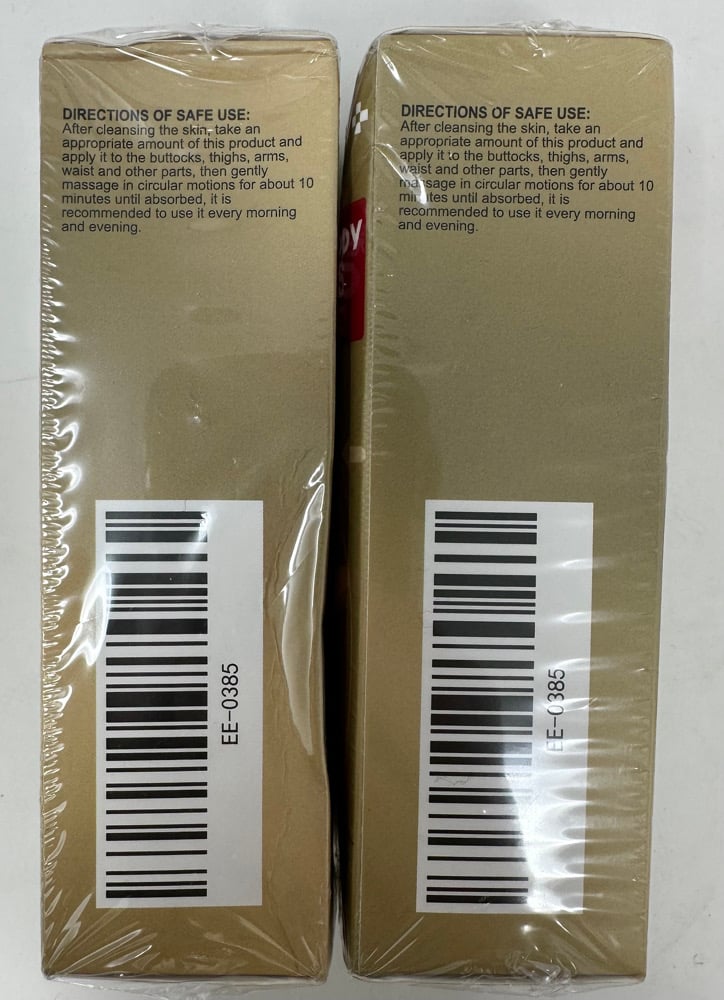 DIRECTIONS OF SAFE USE:
After cleansing the skin, take an
appropriate amount of this product and
apply it to the buttocks, thighs, arms,
waist and other parts, then gently
massage in circular motions for about 10
minutes until absorbed, it is
recommended to use it every morning
and evening.
EE-0385
DIRECTIONS OF SAFE USE:
After cleansing the skin, take an
appropriate amount of this product and
apply it to the buttocks, thighs, arms,
waist and other parts, then gently
massage in circular motions for about 10
minutes until absorbed, it is
recommended to use it every morning
and evening.
EE-0385